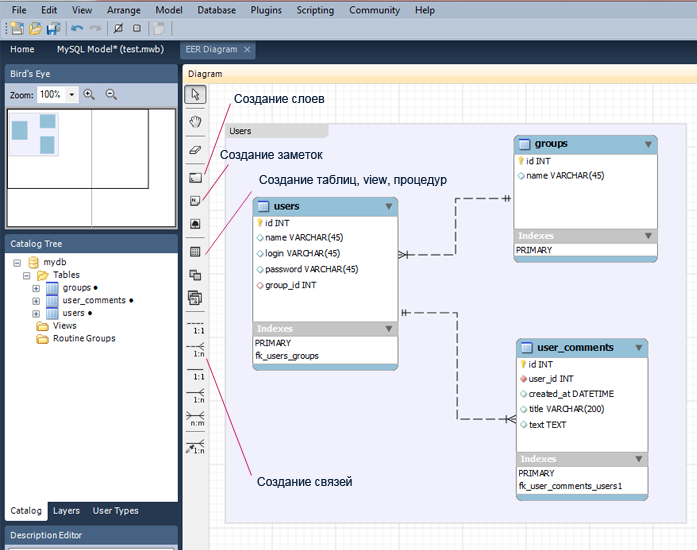 File Edit View Arrange Model Database Plugins Scripting Community Help
Home MySQL Model* (test.mwb) EER Diagram
Bird's Eye
Zoom: 100%
Diagram
Создание слоев
Создание заметок
Создание таблиц, view, процедур
Users
groups
id INT
name VARCHAR(45)
Indexes
PRIMARY
users
id INT
name VARCHAR(45)
login VARCHAR(45)
password VARCHAR(45)
group_id INT
Indexes
PRIMARY
fk_users_groups
user_comments
id INT
user_id INT
created_at DATETIME
title VARCHAR(200)
text TEXT
Indexes
PRIMARY
fk_user_comments_users1
1:1
1:n
1:1
1:n
n:m
1:n
Создание связей
Catalog Tree
mydb
Tables
groups
user_comments
users
Views
Routine Groups
Catalog Layers User Types
Description Editor